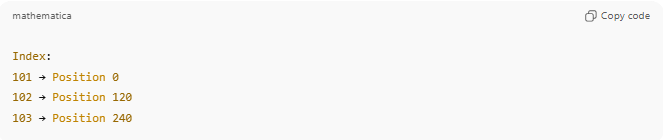 mathematica
Copy code
Index:
101 → Position 0
102 → Position 120
103 → Position 240